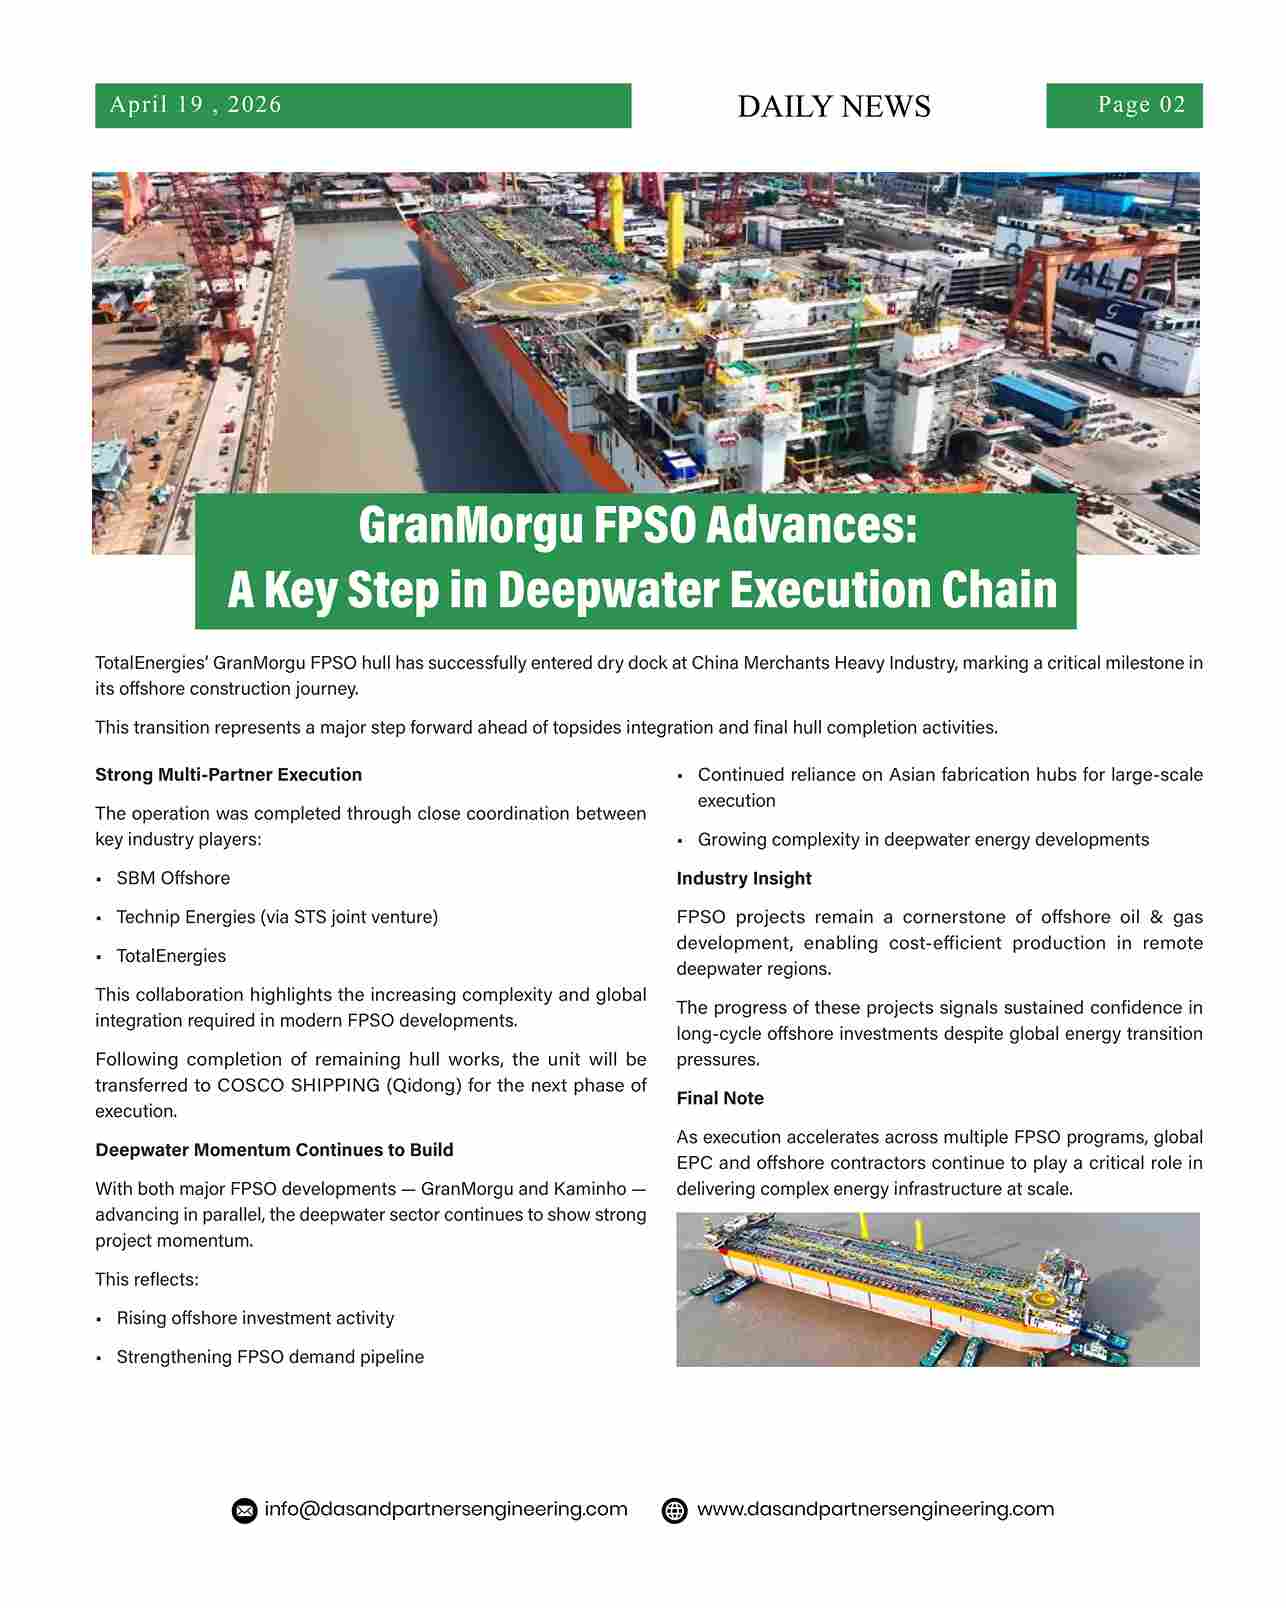 April 19 , 2026
DAILY NEWS
Page 02
GranMorgu FPSO Advances:
A Key Step in Deepwater Execution Chain
TotalEnergies’ GranMorgu FPSO hull has successfully entered dry dock at China Merchants Heavy Industry, marking a critical milestone in
its offshore construction journey.
This transition represents a major step forward ahead of topsides integration and final hull completion activities.
Strong Multi-Partner Execution
The operation was completed through close coordination between
key industry players:
• SBM Offshore
• Technip Energies (via STS joint venture)
• TotalEnergies
This collaboration highlights the increasing complexity and global
integration required in modern FPSO developments.
Following completion of remaining hull works, the unit will be
transferred to COSCO SHIPPING (Qidong) for the next phase of
execution.
Deepwater Momentum Continues to Build
With both major FPSO developments — GranMorgu and Kaminho —
advancing in parallel, the deepwater sector continues to show strong
project momentum.
This reflects:
• Rising offshore investment activity
• Strengthening FPSO demand pipeline
• Continued reliance on Asian fabrication hubs for large-scale
execution
• Growing complexity in deepwater energy developments
Industry Insight
FPSO projects remain a cornerstone of offshore oil & gas
development, enabling cost-efficient production in remote
deepwater regions.
The progress of these projects signals sustained confidence in
long-cycle offshore investments despite global energy transition
pressures.
Final Note
As execution accelerates across multiple FPSO programs, global
EPC and offshore contractors continue to play a critical role in
delivering complex energy infrastructure at scale.
info@dasandpartnersengineering.com
www.dasandpartnersengineering.com